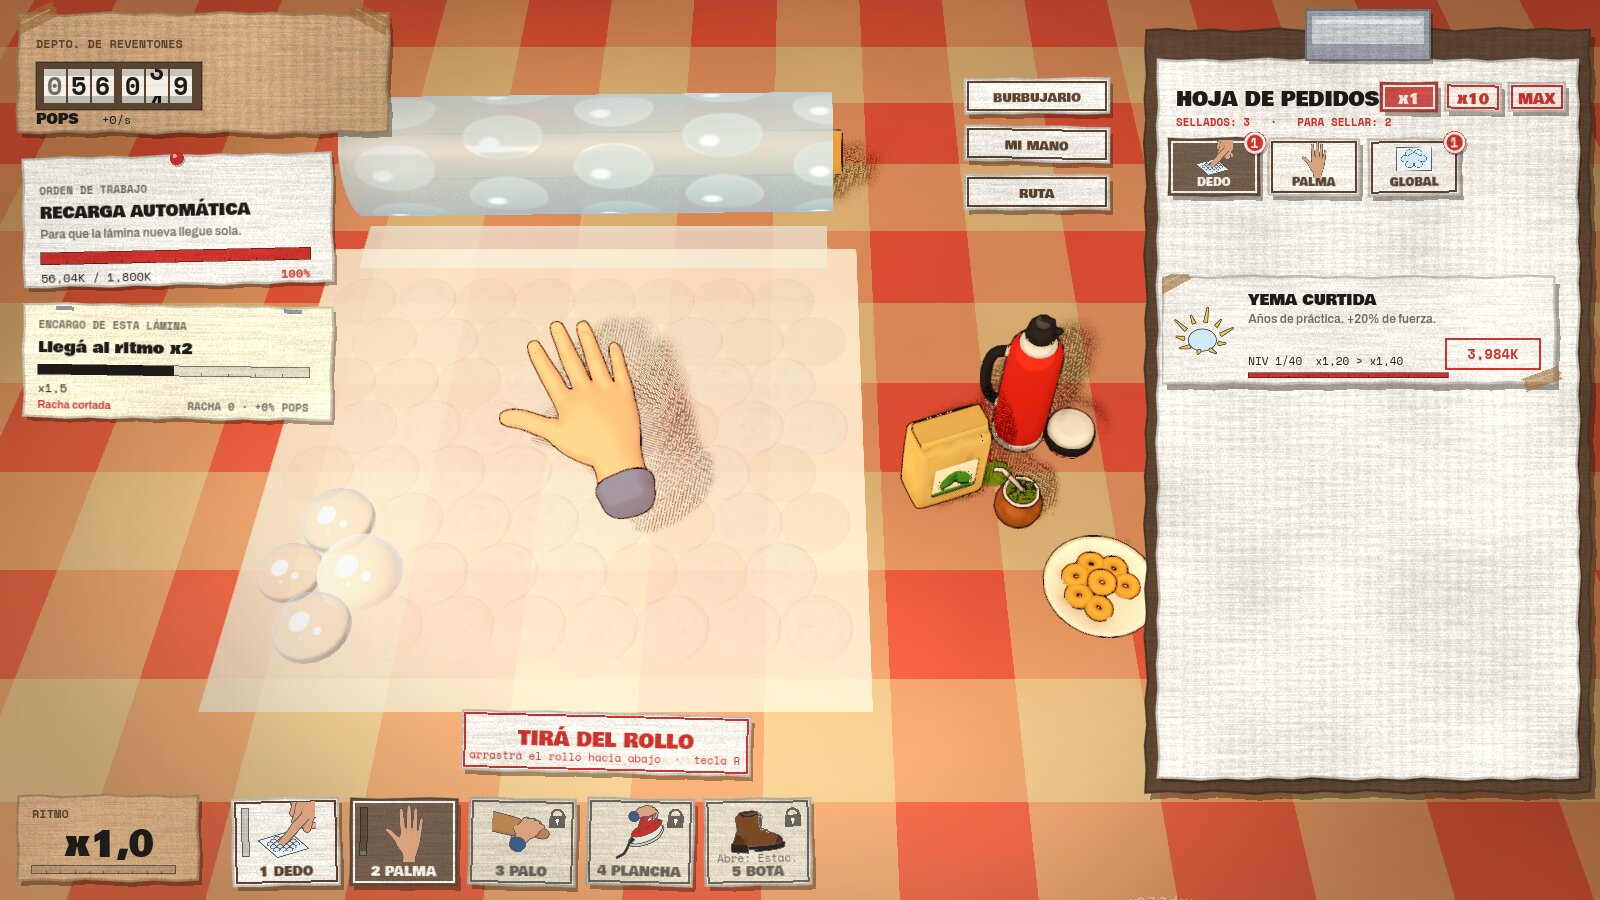 DEPTO. DE REVENTONES
0560 9
POPS +0/s
ORDEN DE TRABAJO
RECARGA AUTOMÁTICA
Para que la lámina nueva llegue sola.
56,04K / 1,800K 100%
ENCARGO DE ESTA LÁMINA
Llegá al ritmo x2
x1,5
Racha cortada RACHA 0 · +0% POPS
BURBUJARIO
MI MANO
RUTA
HOJA DE PEDIDOS x1 x10 MAX
SELLADOS: 3 · PARA SELLAR: 2
1 1
DEDO PALMA GLOBAL
YEMA CURTIDA
Años de práctica. +20% de fuerza.
NIV 1/40 x1,20 > x1,40 3,984K
TIRÁ DEL ROLLO
arrastrá el rollo hacia abajo · tecla R
RITMO
x1,0
1 DEDO
2 PALMA
3 PALO
4 PLANCHA
Abre: Estac.
5 BOTA